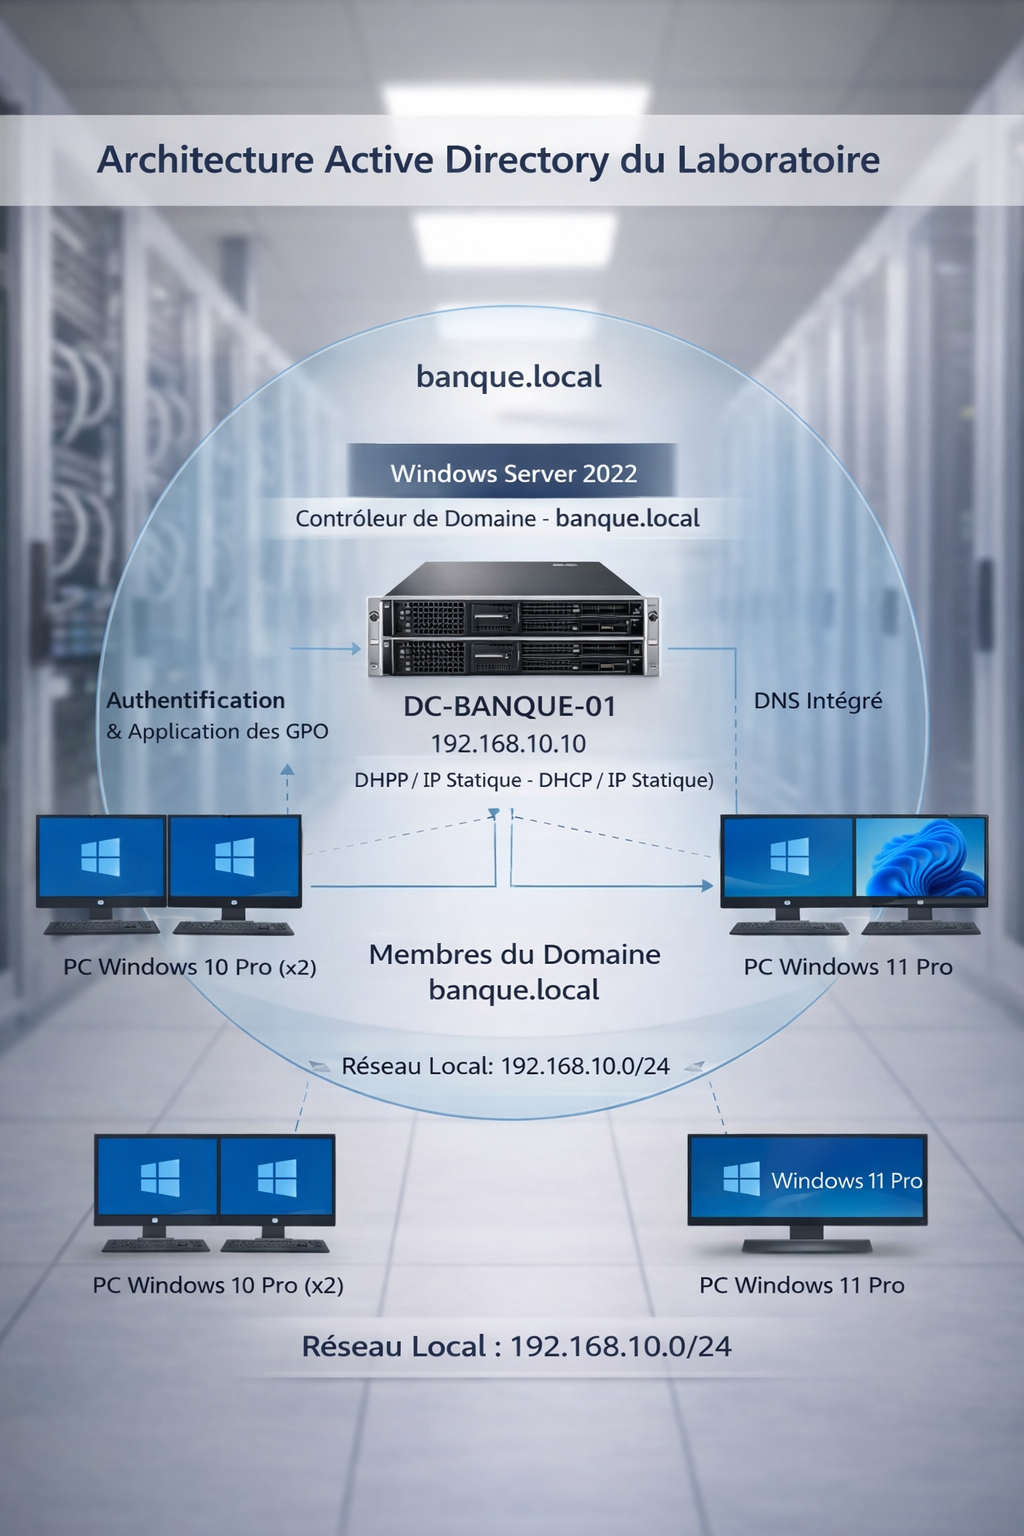 Architecture Active Directory du Laboratoire
banque.local
Windows Server 2022
Contróleur de Domaine - banque.local
Authentification
& Application des GPO
DNS Intégré
DC-BANQUE-01
192.168.10.10
DHPP / IP Statique - DHCP / IP Statique)
PC Windows 10 Pro (x2)
Membres du Domaine
banque.local
PC Windows 11 Pro
Réseau Local: 192.168.10.0/24
Windows 11 Pro
PC Windows 10 Pro (x2)
PC Windows 11 Pro
Réseau Local : 192.168.10.0/24